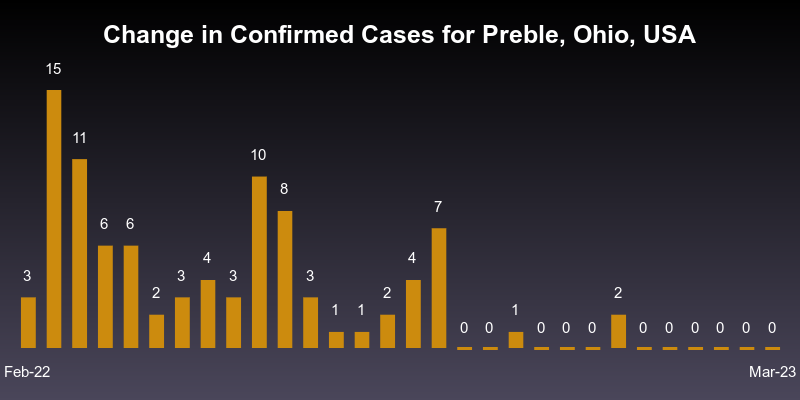 Change in Confirmed Cases for Preble, Ohio, USA
3 15 11 6 6 2 3 4 3 10 8 3 1 1 2 4 7 0 0 1 0 0 0 2 0 0 0 0 0 0
Feb-22 Mar-23